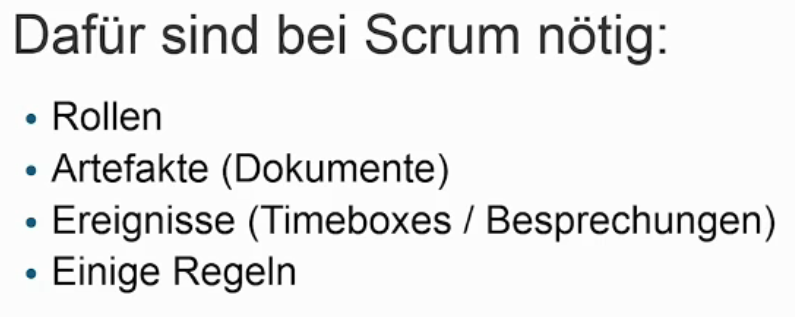 Dafür sind bei Scrum nötig:
• Rollen
• Artefakte (Dokumente)
• Ereignisse (Timeboxes / Besprechungen)
• Einige Regeln